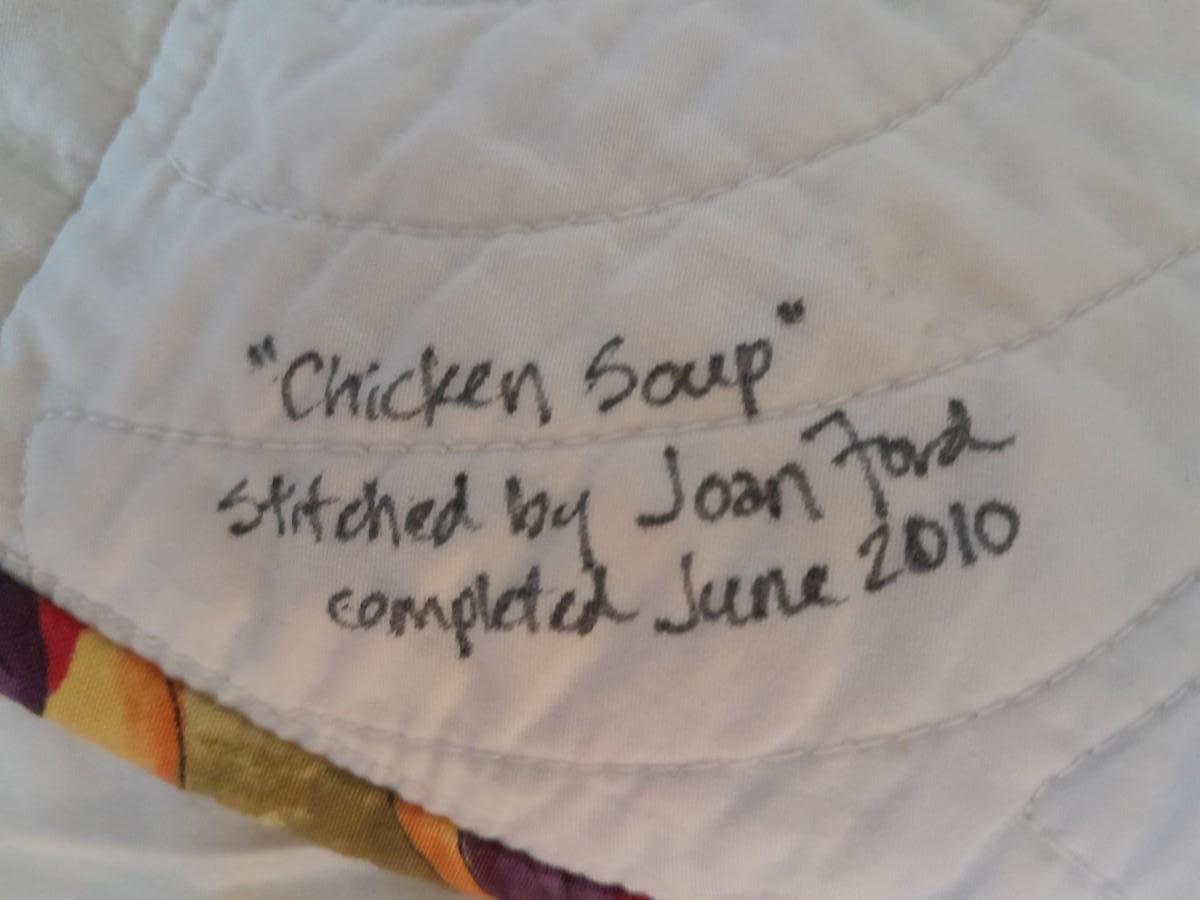 "Chicken Soup"
Stitched by Joan Ford
completed June 2010